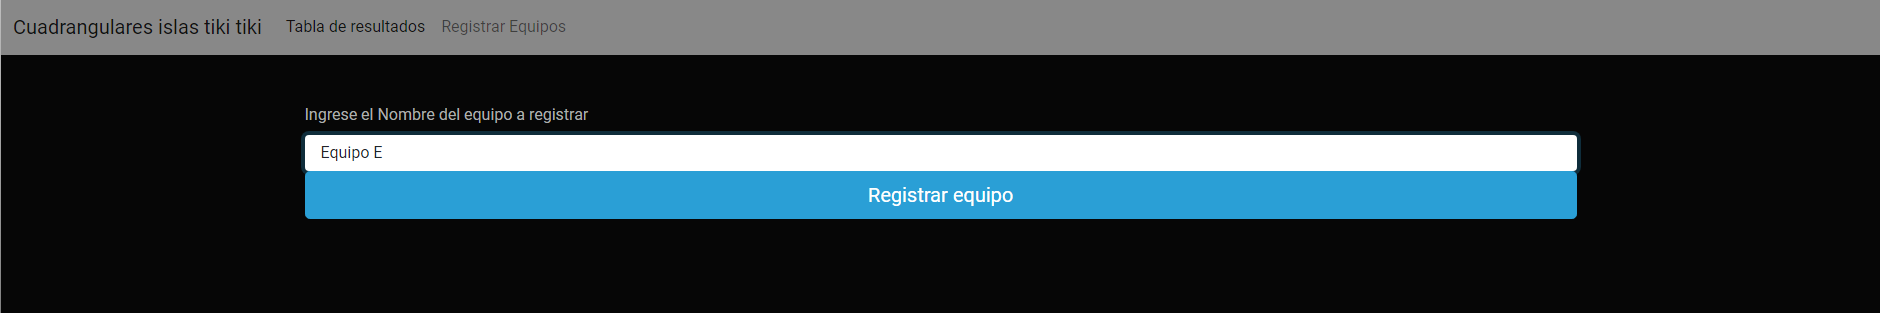 Cuadrangulares islas tiki tiki Tabla de resultados Registrar Equipos
Ingrese el Nombre del equipo a registrar
Equipo E
Registrar equipo